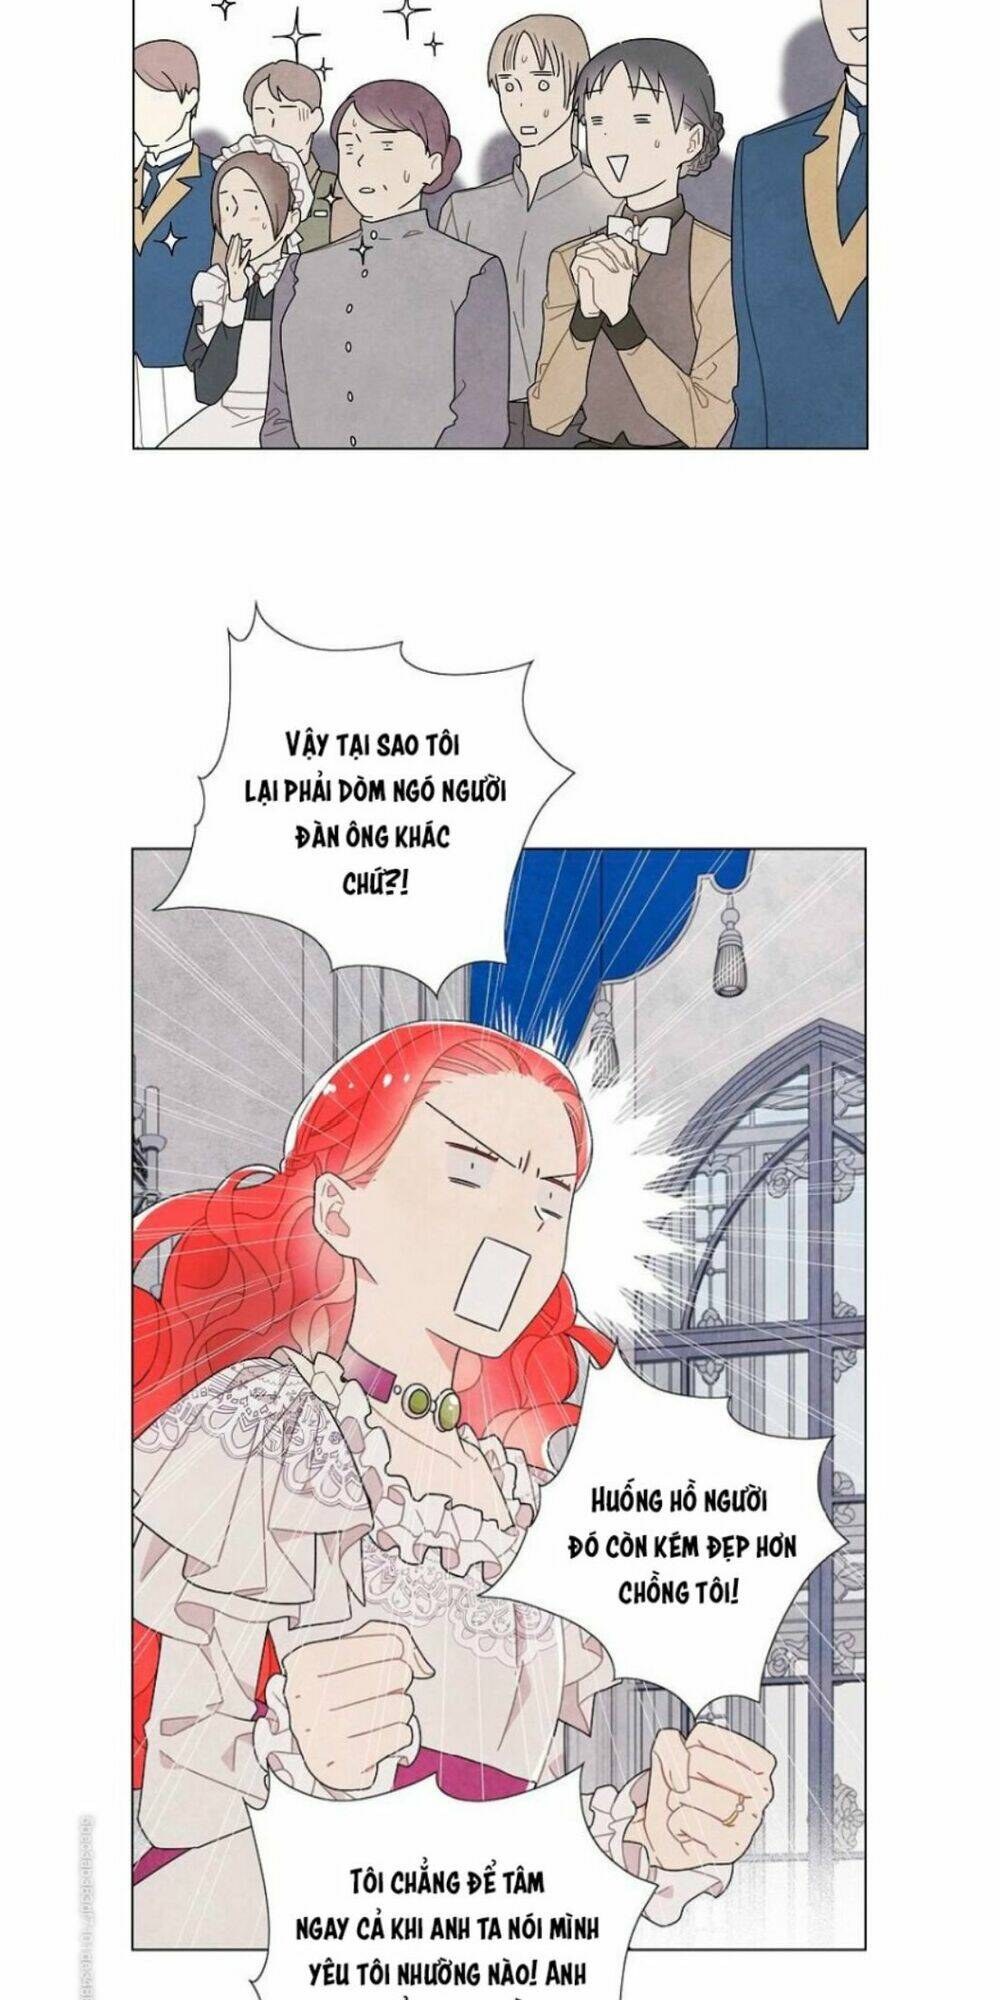 VẬY TẠI SAO TÔI
LẠI PHẢI DÒM NGÓ NGƯỜI
ĐÀN ÔNG KHÁC
CHỨ?!
HUỐNG HỒ NGƯỜI
ĐÓ CÒN KÉM ĐẸP HƠN
CHỒNG TÔI!
TÔI CHẲNG ĐỂ TÂM
NGAY CẢ KHI ANH TA NÓI MÌNH
YÊU TÔI NHƯỜNG NÀO! ANH